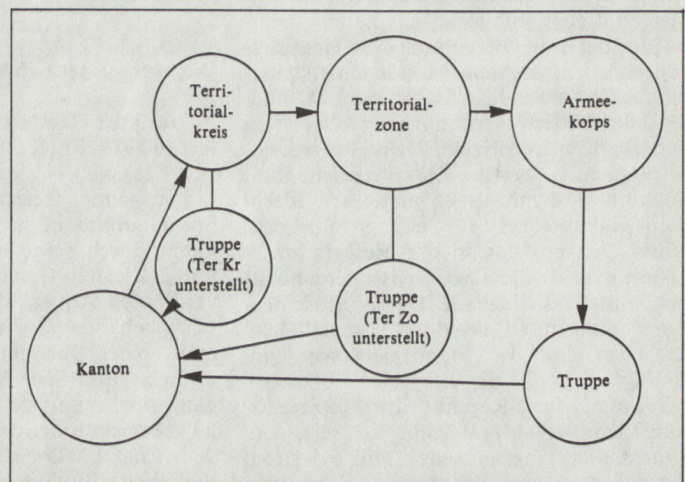 Terri-
torial-
kreis
Territorial-
zone
Armee-
korps
Truppe
(Ter Kr
unterstellt)
Truppe
(Ter Zo
unterstellt)
Kanton
Truppe